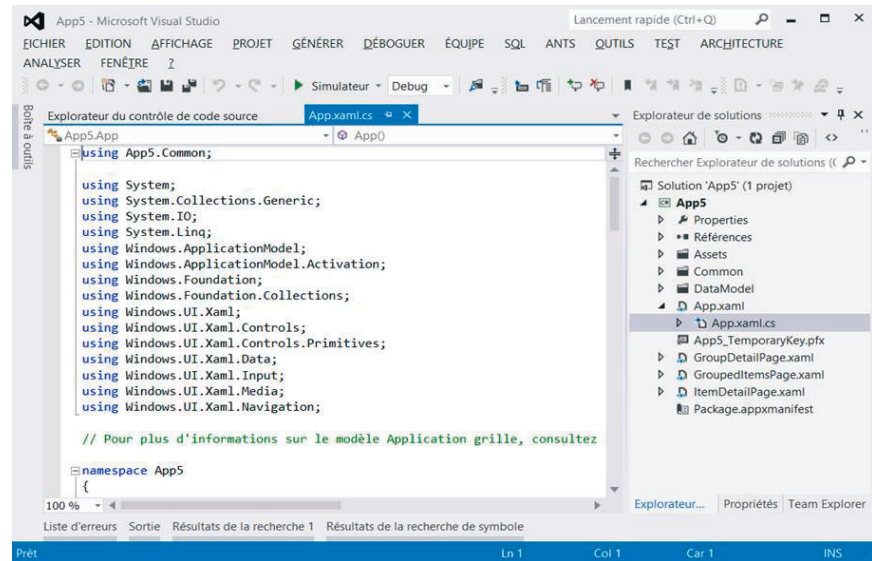 App5 - Microsoft Visual Studio
Lancement rapide (Ctrl+Q)
FICHIER EDITION AFFICHAGE PROJET GÉNÉRER DÉBOGUER ÉQUIPE SQL ANTS OUTILS TEST ARCHITECTURE
ANALYSER FENÊTRE ?
Simulateur Debug
Boîte à outils
Explorateur du contrôle de code source
App.xaml.cs
App5.App
App()
using App5.Common;
using System;
using System.Collections.Generic;
using System.IO;
using System.Linq;
using Windows.ApplicationModel;
using Windows.ApplicationModel.Activation;
using Windows.Foundation;
using Windows.Foundation.Collections;
using Windows.UI.Xaml;
using Windows.UI.Xaml.Controls;
using Windows.UI.Xaml.Controls.Primitives;
using Windows.UI.Xaml.Data;
using Windows.UI.Xaml.Input;
using Windows.UI.Xaml.Media;
using Windows.UI.Xaml.Navigation;
// Pour plus d'informations sur le modèle Application grille, consultez
namespace App5
{
100 %
Explorateur de solutions
Rechercher Explorateur de solutions ((
Solution 'App5' (1 projet)
App5
Properties
Références
Assets
Common
DataModel
App.xaml
App.xaml.cs
App5_TemporaryKey.pfx
GroupDetailPage.xaml
GroupedItemsPage.xaml
ItemDetailPage.xaml
Package.appxmanifest
Explorateur... Propriétés Team Explorer
Liste d'erreurs Sortie Résultats de la recherche 1 Résultats de la recherche de symbole
Prêt Ln 1 Col 1 Car 1 INS